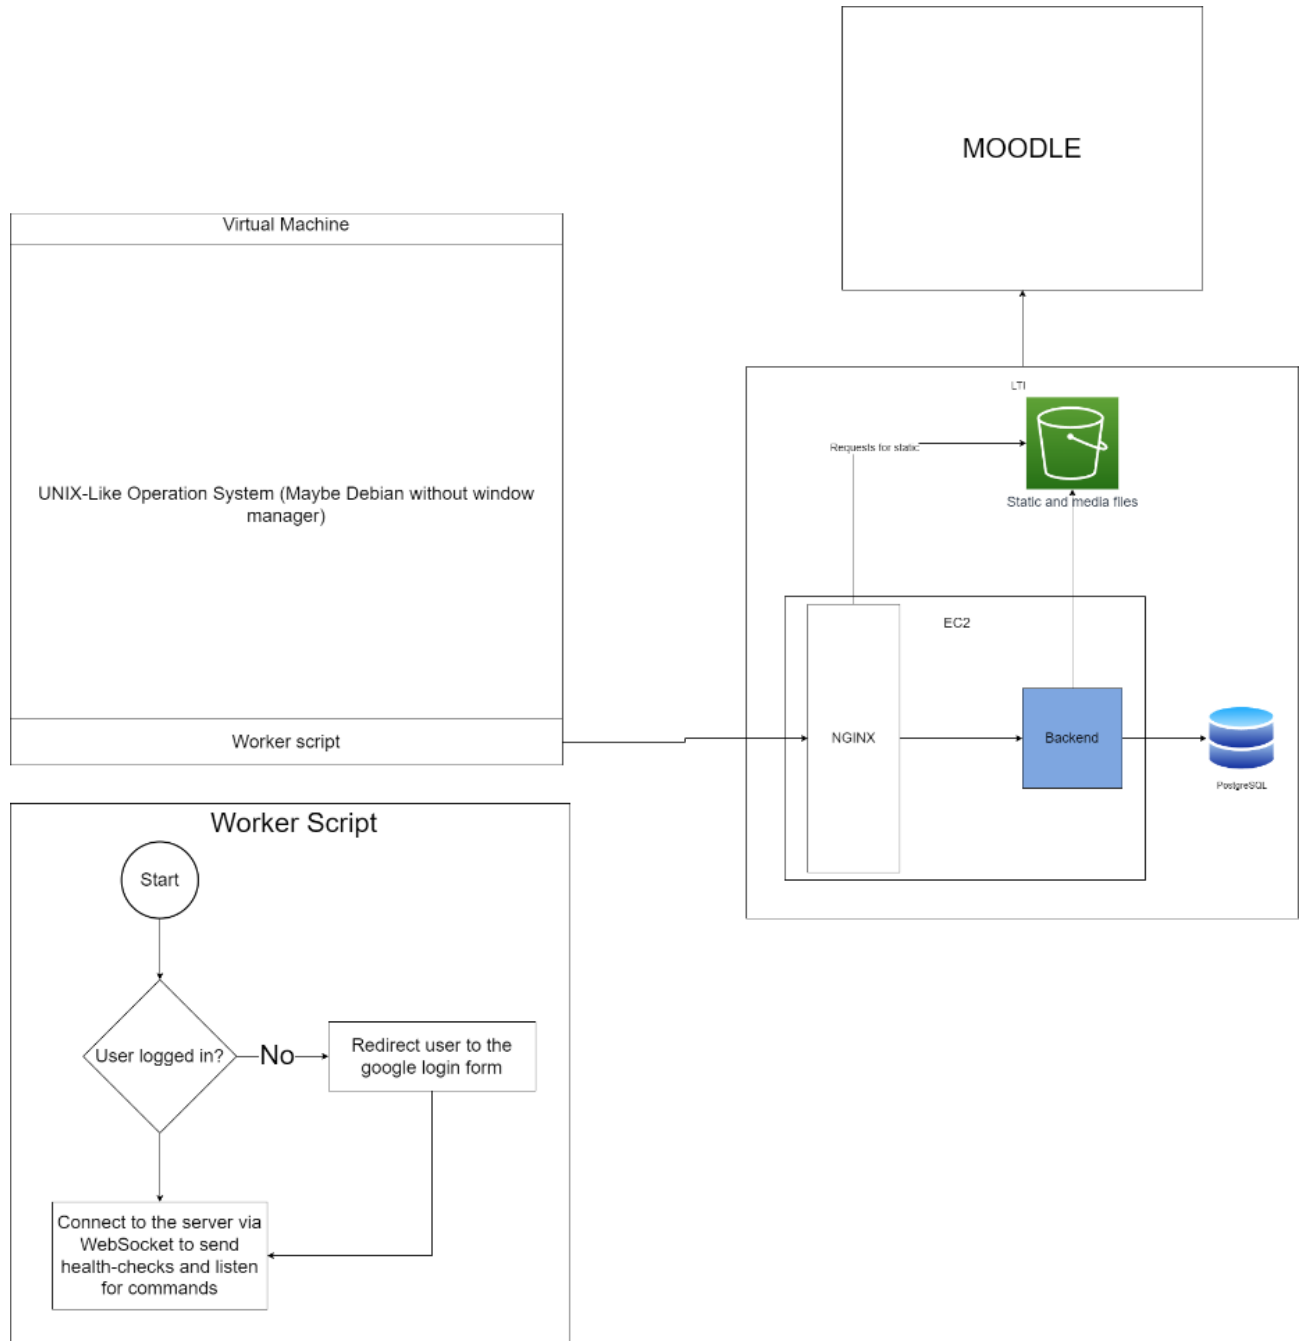 MOODLE
Virtual Machine
UNIX-Like Operation System (Maybe Debian without window
manager)
Worker script
LTI
Requests for static
Static and media files
EC2
NGINX
Backend
PostgreSQL
Worker Script
Start
User logged in?
No
Redirect user to the
google login form
Connect to the server via
WebSocket to send
health-checks and listen
for commands